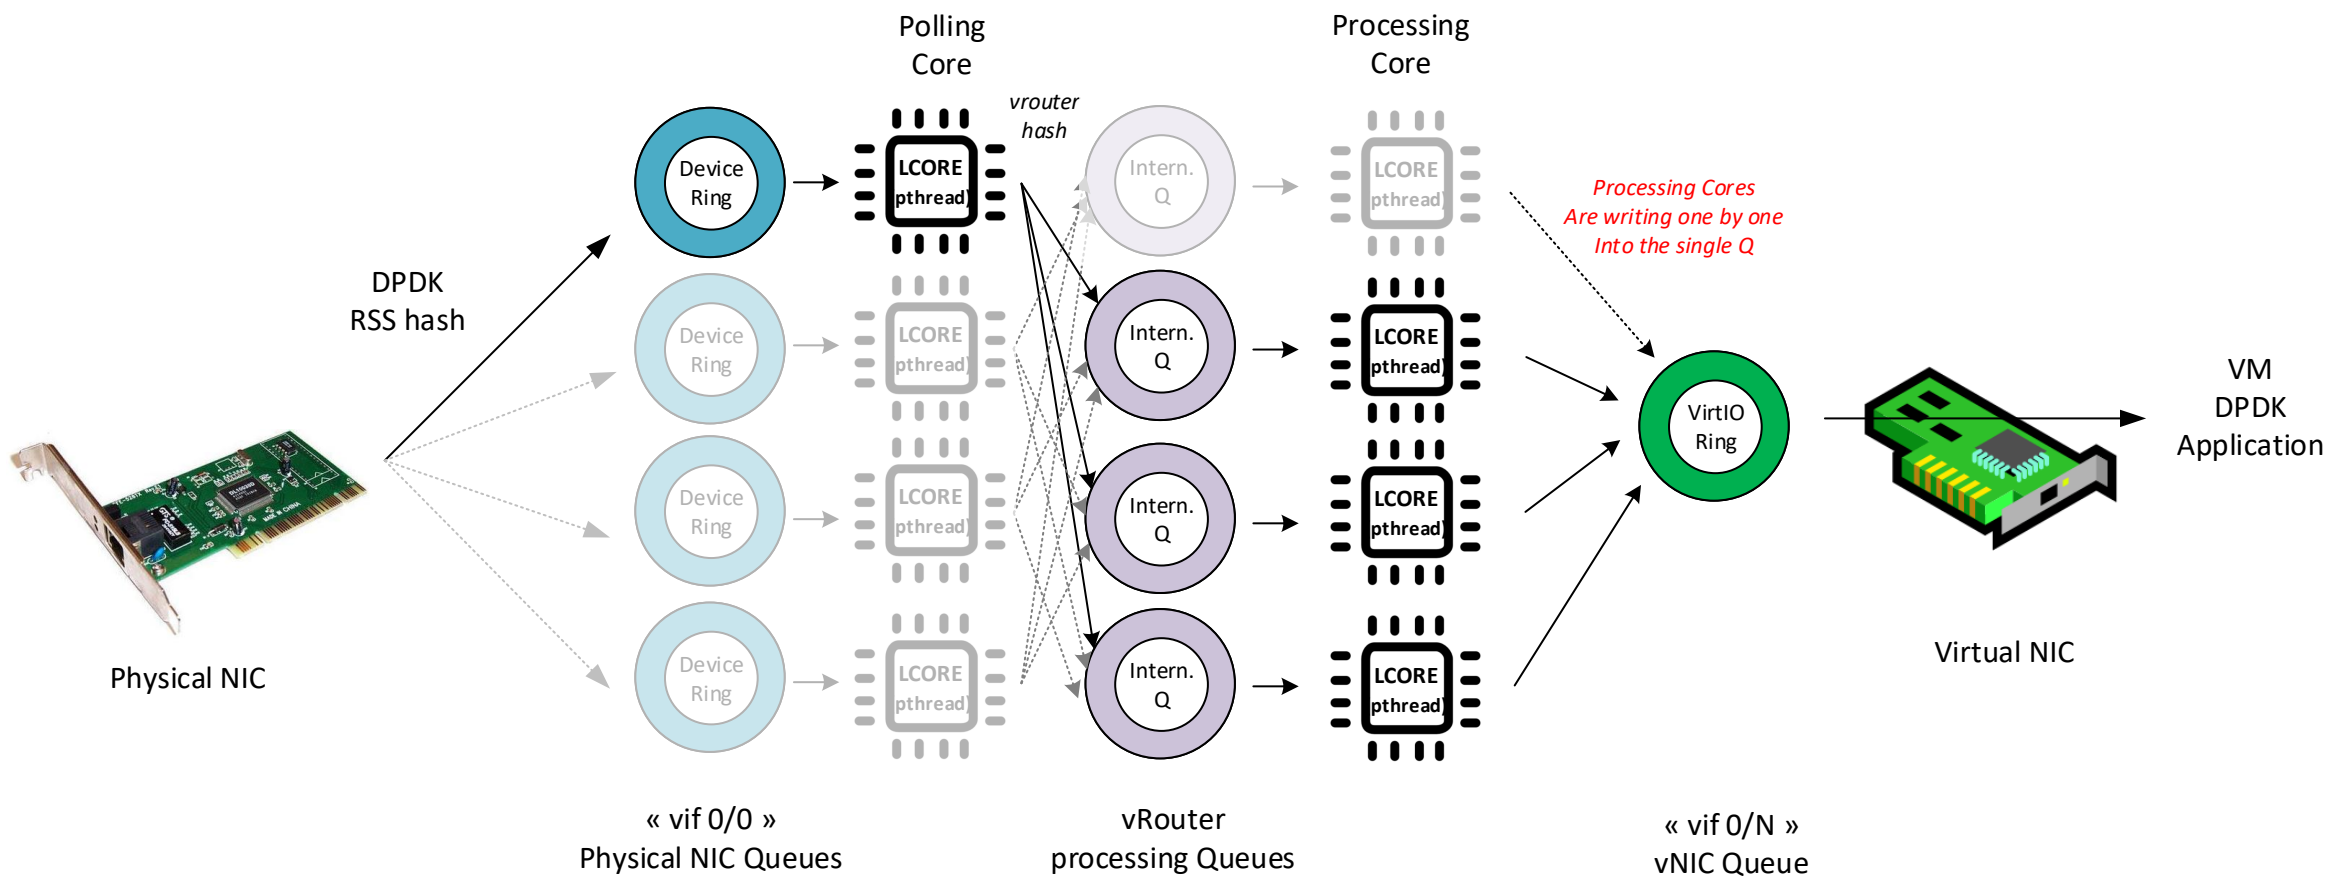 Polling
Core
Processing
Core
vrouter
hash
DPDK
RSS hash
Device
Ring
LCORE
pthread)
Intern.
Q
LCORE
pthread)
Processing Cores
Are writing one by one
Into the single Q
Device
Ring
LCORE
pthread)
Intern.
Q
LCORE
pthread)
VirtIO
Ring
VM
DPDK
Application
Device
Ring
LCORE
pthread)
Intern.
Q
LCORE
pthread)
Device
Ring
LCORE
pthread)
Intern.
Q
LCORE
pthread)
Physical NIC
Virtual NIC
« vif 0/0 »
Physical NIC Queues
vRouter
processing Queues
« vif 0/N »
vNIC Queue